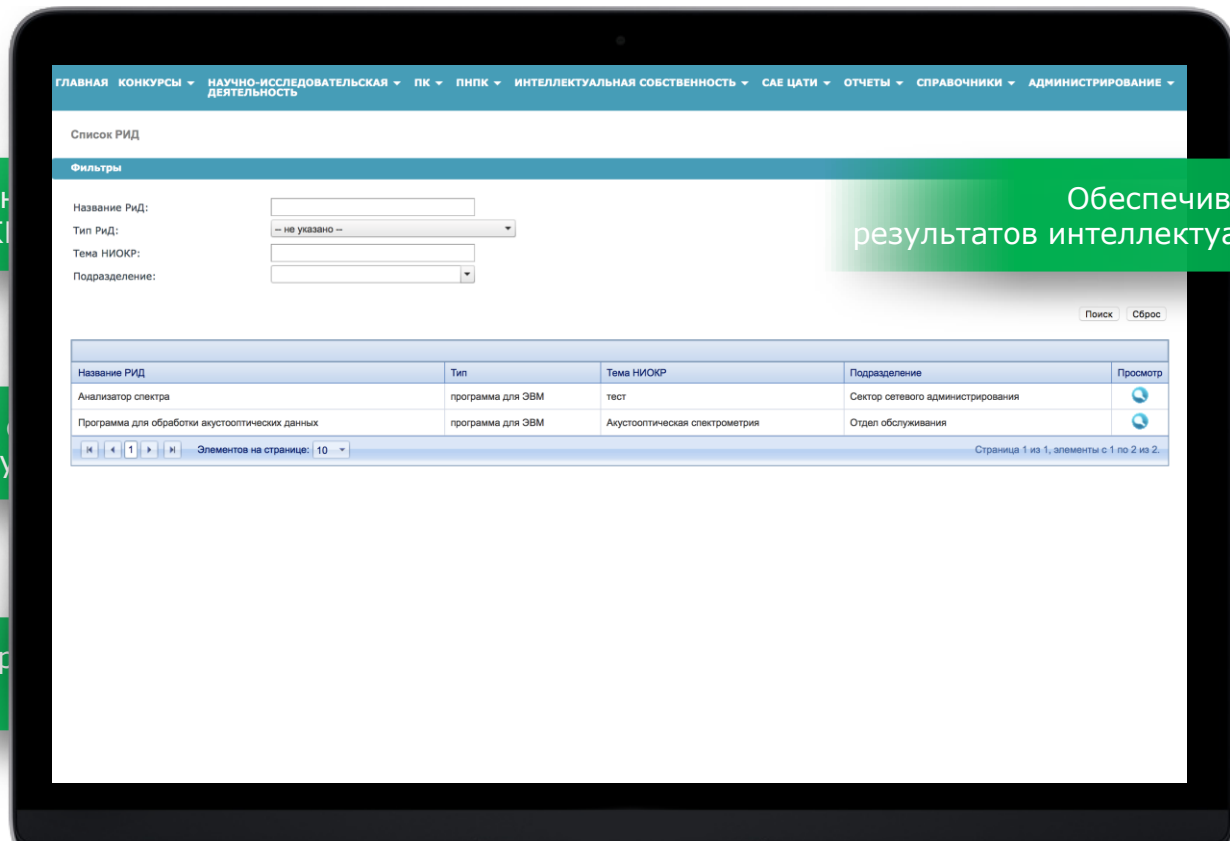 ГЛАВНАЯ КОНКУРСЫ НАУЧНО-ИССЛЕДОВАТЕЛЬСКАЯ ДЕЯТЕЛЬНОСТЬ ПК ПНПК ИНТЕЛЛЕКТУАЛЬНАЯ СОБСТВЕННОСТЬ САЕ ЦАТИ ОТЧЕТЫ СПРАВОЧНИКИ АДМИНИСТРИРОВАНИЕ
Список РИД
Фильтры
Обеспечив
результатов интеллектуа
Название РиД:
Тип РиД: -- не указано --
Тема НИОКР:
Подразделение:
Поиск Сброс
Название РИД Тип Тема НИОКР Подразделение Просмотр
Анализатор спектра программа для ЭВМ тест Сектор сетевого администрирования
Программа для обработки акустооптических данных программа для ЭВМ Акустооптическая спектрометрия Отдел обслуживания
1 Элементов на странице: 10 Страница 1 из 1, элементы с 1 по 2 из 2.